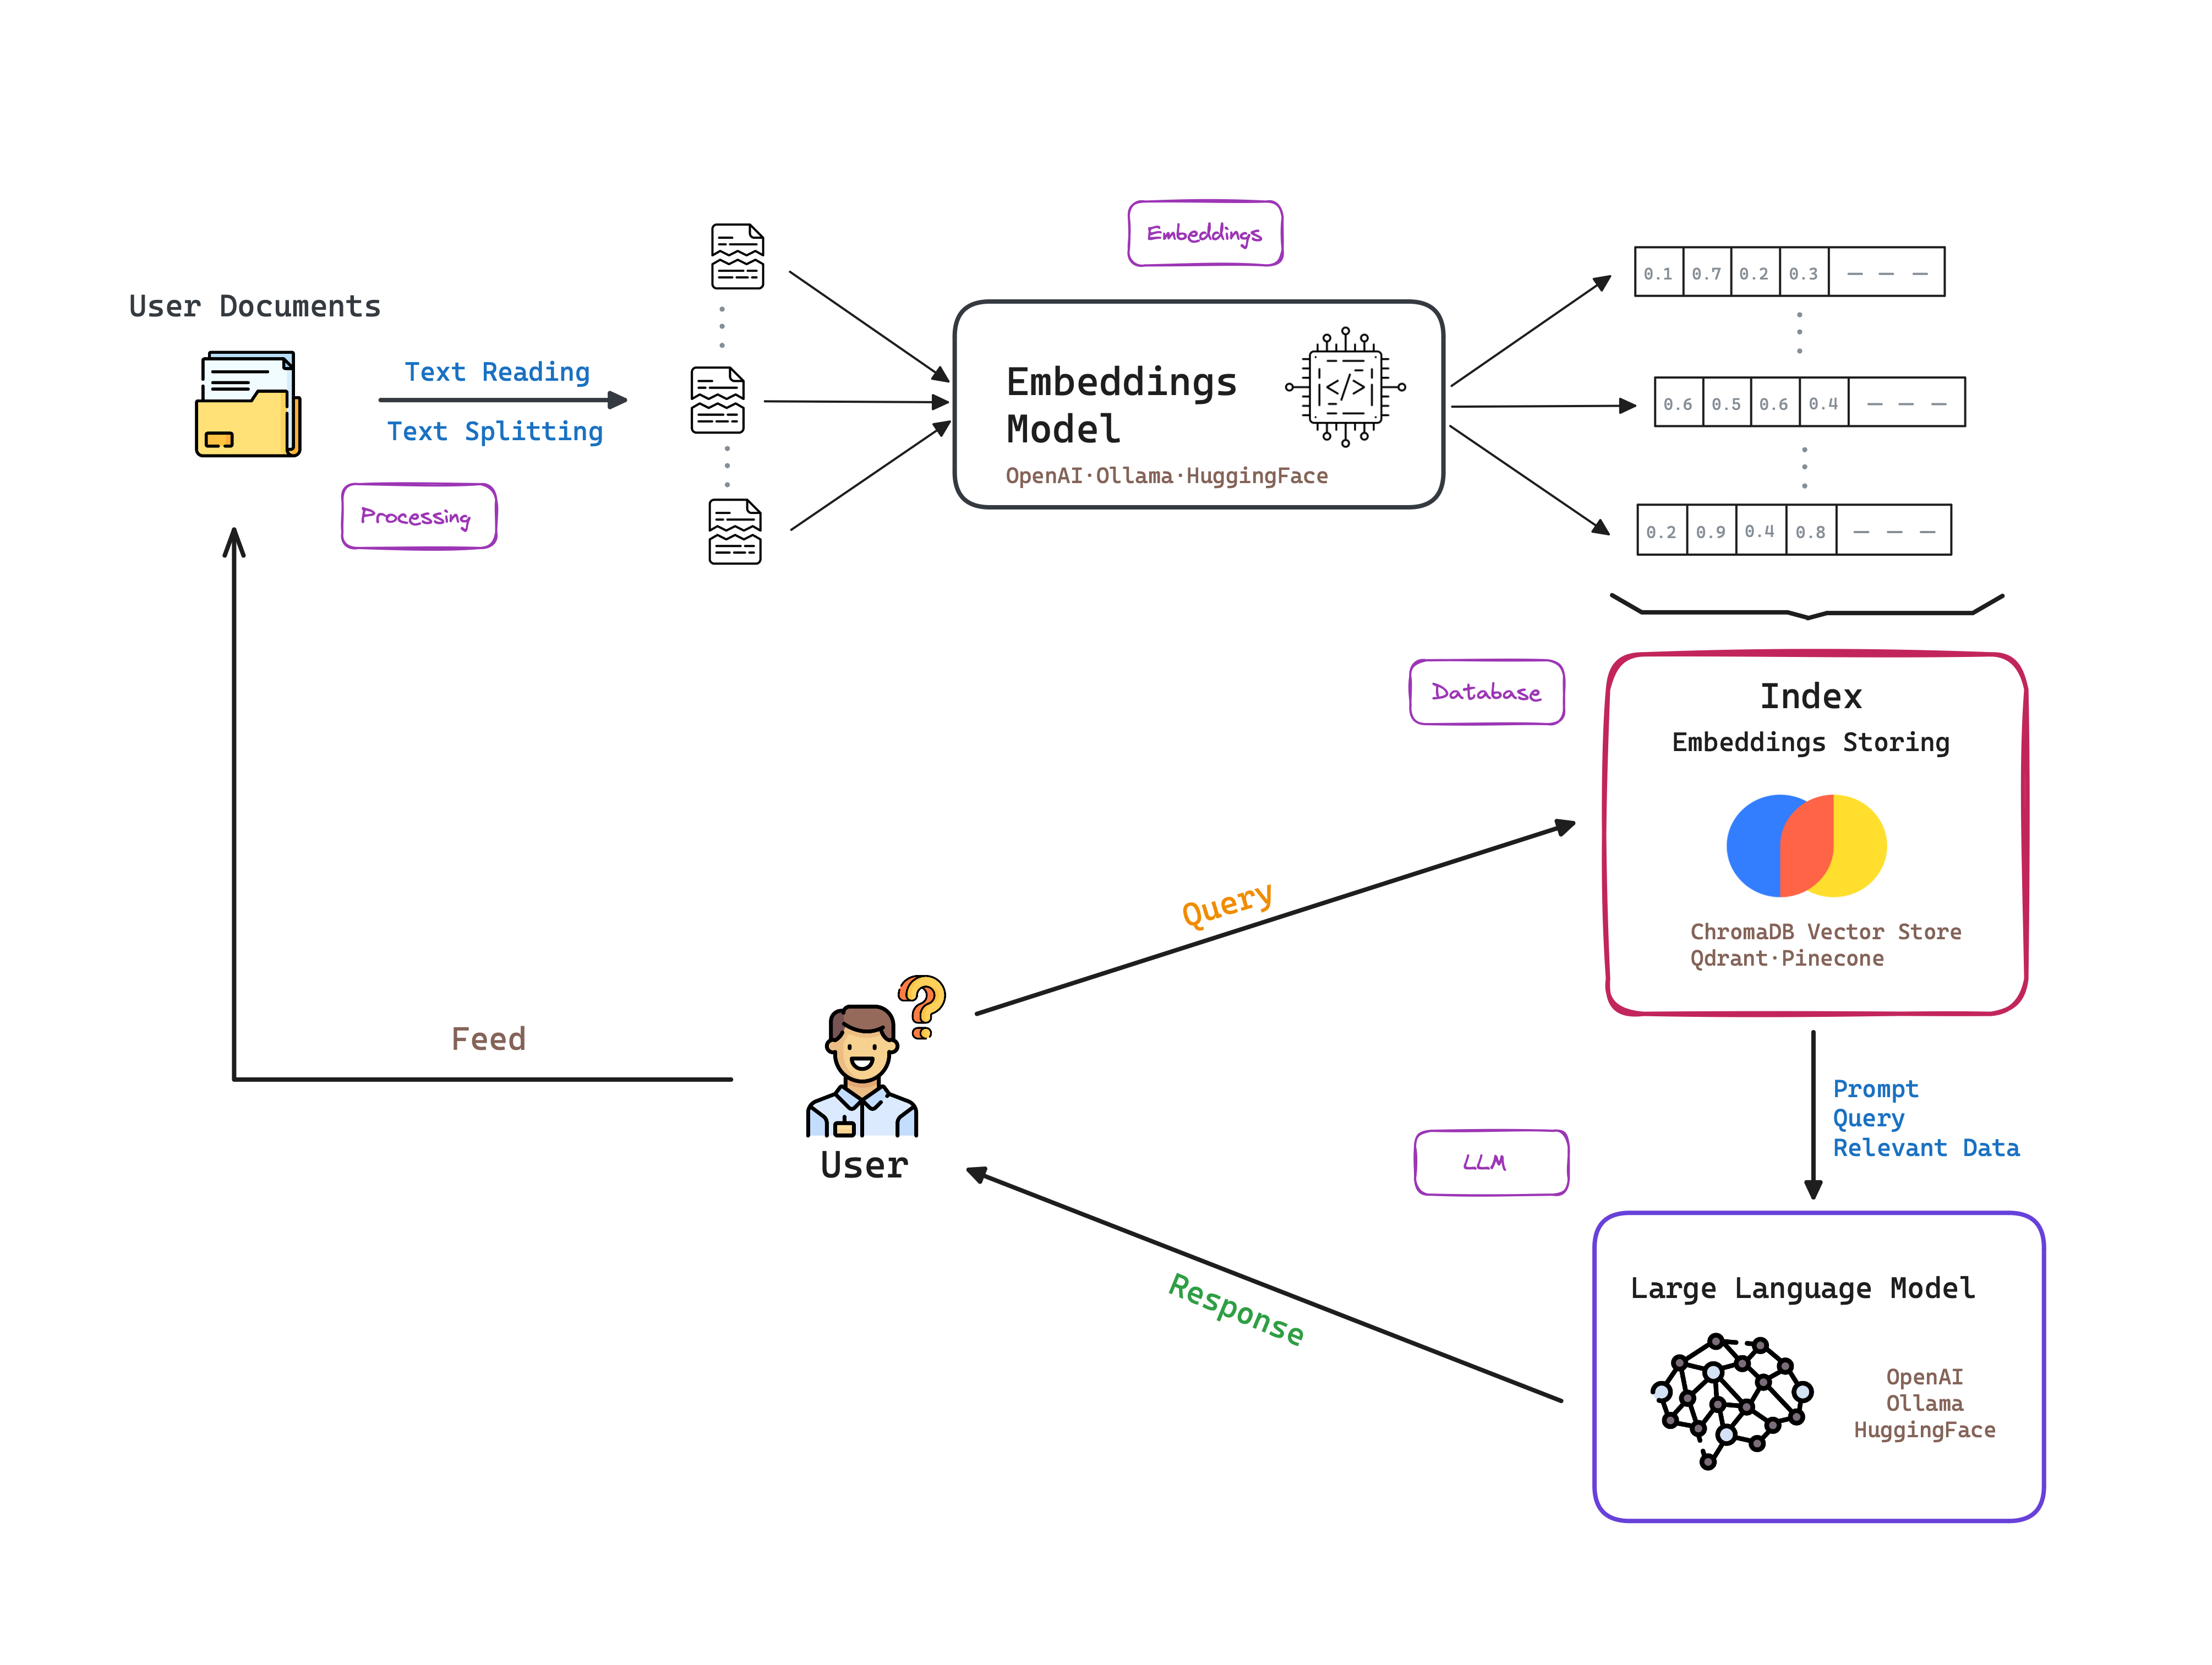 User Documents
Text Reading
Text Splitting
Processing
Embeddings
Embeddings
Model
OpenAI·Ollama·HuggingFace
0.1 0.7 0.2 0.3 — — —
0.6 0.5 0.6 0.4 — — —
0.2 0.9 0.4 0.8 — — —
Database
Index
Embeddings Storing
ChromaDB Vector Store
Qdrant·Pinecone
Query
Feed
User
Prompt
Query
Relevant Data
LLM
Response
Large Language Model
OpenAI
Ollama
HuggingFace